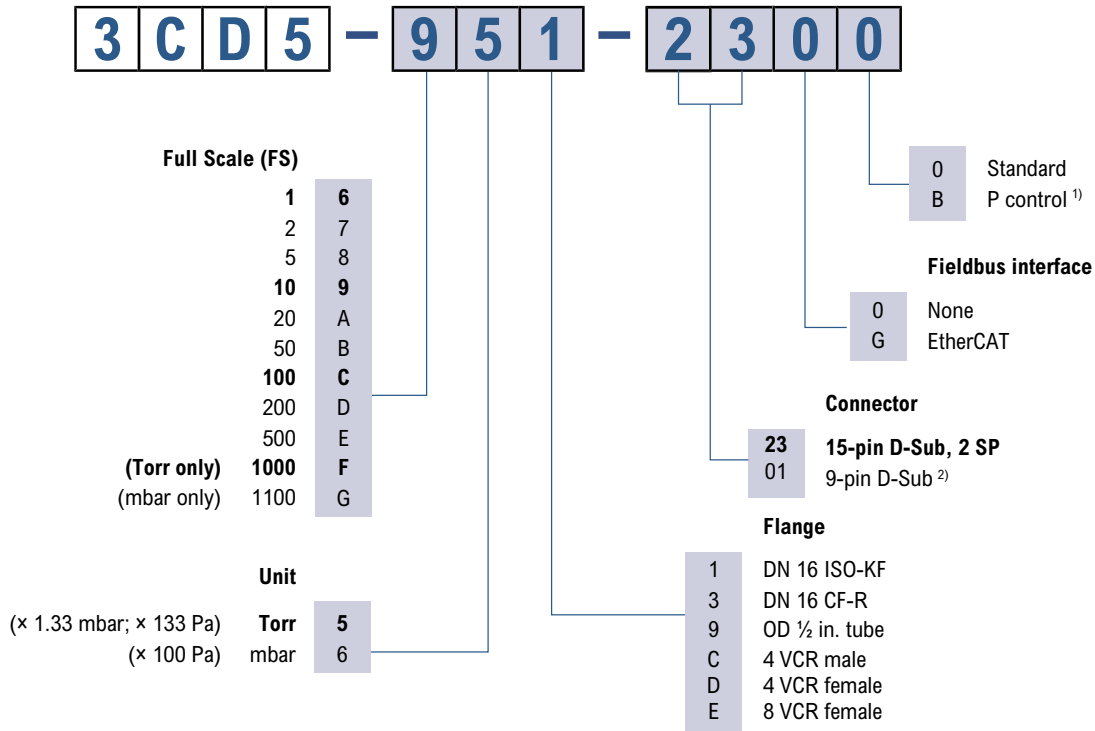 3CD5 – 951 – 2300
Full Scale (FS)
1 6
2 7
5 8
10 9
20 A
50 B
100 C
200 D
500 E
(Torr only) 1000 F
(mbar only) 1100 G
Unit
(× 1.33 mbar; × 133 Pa) Torr 5
(× 100 Pa) mbar 6
0 Standard
B P control 1)
Fieldbus interface
0 None
G EtherCAT
Connector
23 15-pin D-Sub, 2 SP
01 9-pin D-Sub 2)
Flange
1 DN 16 ISO-KF
3 DN 16 CF-R
9 OD ½ in. tube
C 4 VCR male
D 4 VCR female
E 8 VCR female